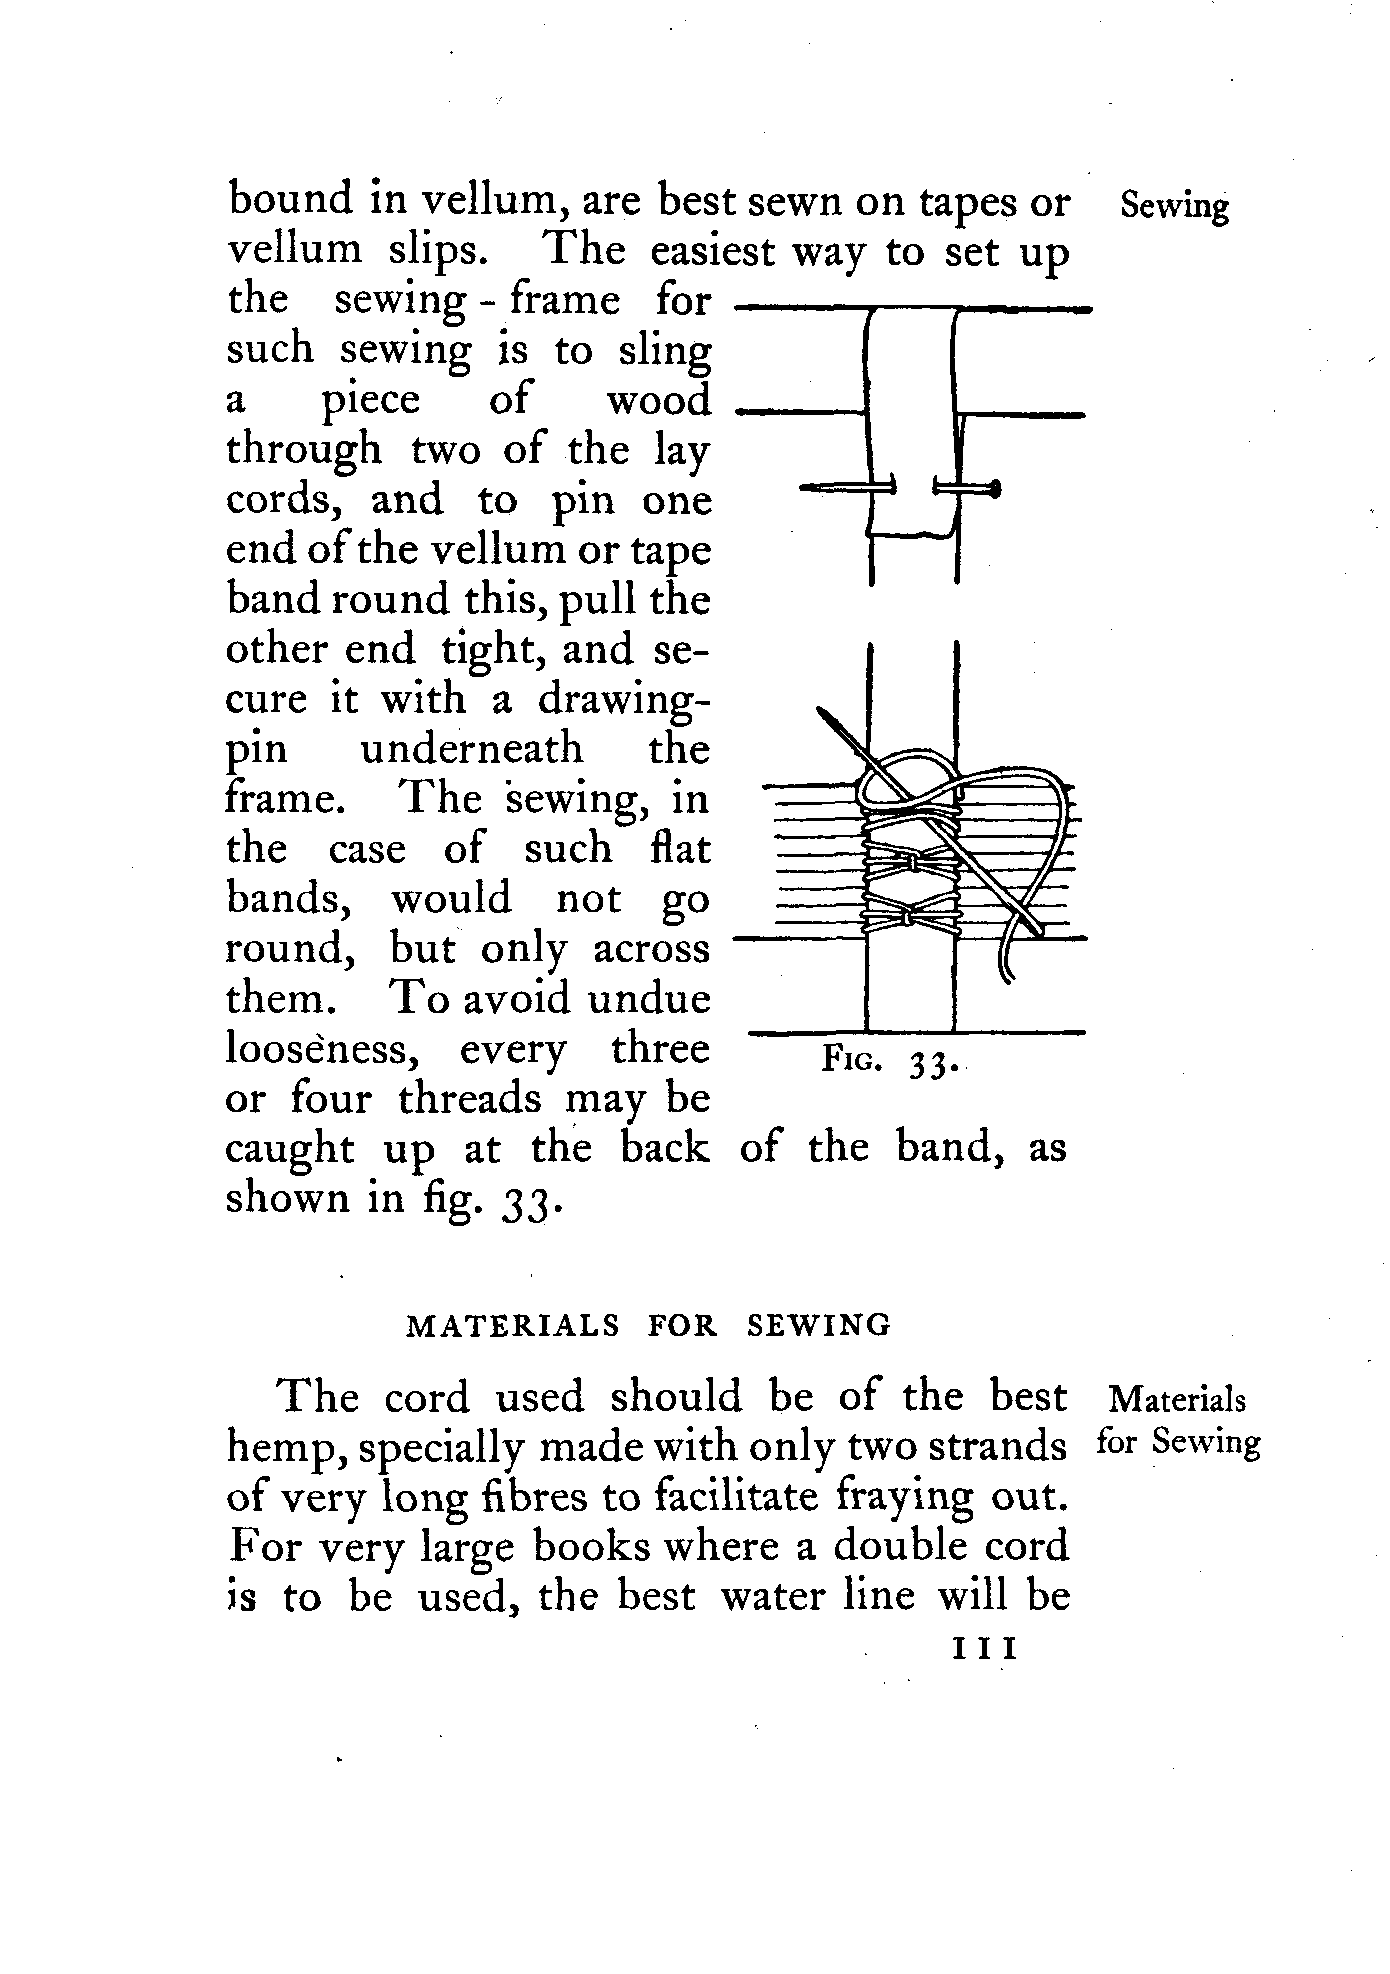 bound in vellum, are best sewn on tapes or
Sewing
vellum slips. The easiest way to set up
the sewing-frame for
such sewing is to sling
a piece of wood
through two of the lay
cords, and to pin one
end of the vellum or tape
band round this, pull the
other end tight, and se-
cure it with a drawing-
pin underneath the
frame. The sewing, in
the case of such flat
bands, would not go
round, but only across
them. To avoid undue
looseness, every three
or four threads may be
caught up at the back of the band, as
shown in fig. 33.
FIG. 33.
MATERIALS FOR SEWING
Materials
for Sewing
The cord used should be of the best
hemp, specially made with only two strands
of very long fibres to facilitate fraying out.
For very large books where a double cord
is to be used, the best water line will be
111